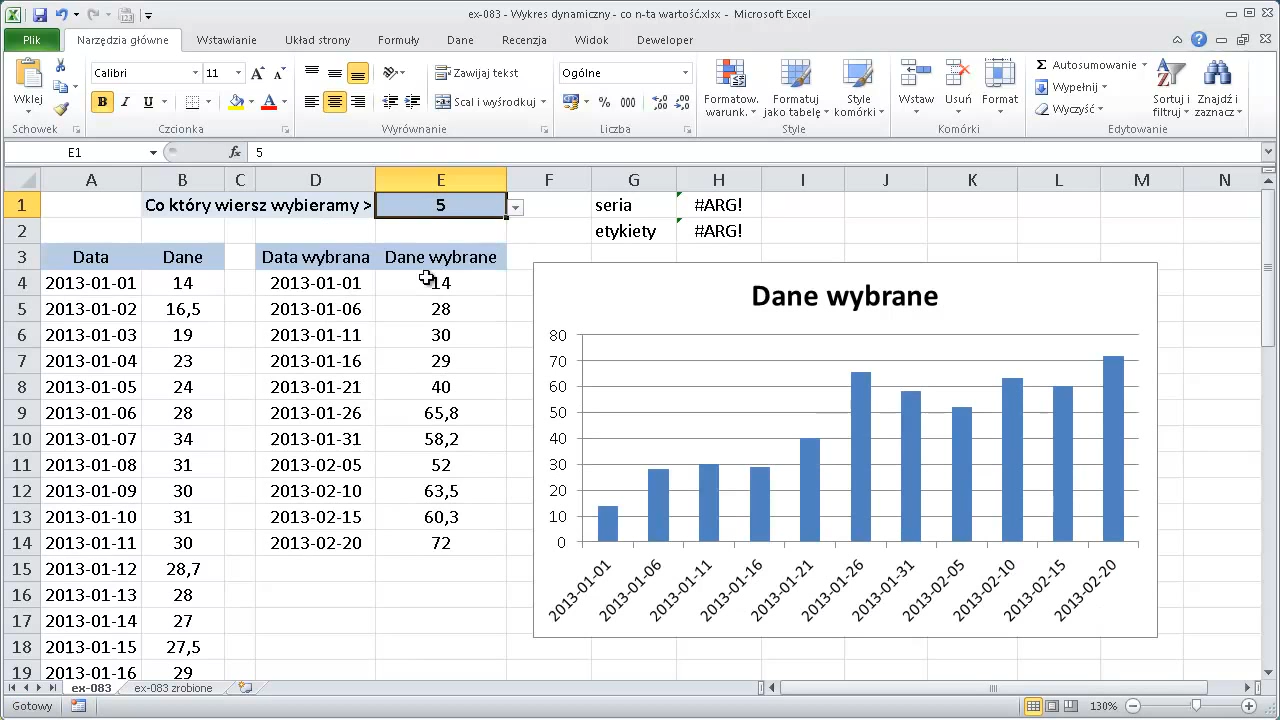 ex-083 - Wykres dynamiczny - co n-ta wartość.xlsx - Microsoft Excel
Plik Narzędzia główne Wstawianie Układ strony Formuły Dane Recenzja Widok Deweloper
Wklej
Calibri 11
B I U A
Zawijaj tekst
Scal i wyśrodkuj
Ogólne
% 000
Formatow. warunk.
Formatuj jako tabelę
Style komórki
Wstaw Usuń Format
Autosumowanie
Wypełnij
Wyczyść
Sortuj i filtruj
Znajdź i zaznacz
Schowek Czcionka Wyrównanie Liczba Style Komórki Edytowanie
E1 fx 5
A B C D E F G H I J K L M N
1 Co który wiersz wybieramy > 5 seria #ARG!
2 etykiety #ARG!
3 Data Dane Data wybrana Dane wybrane
4 2013-01-01 14 2013-01-01 14
5 2013-01-02 16,5 2013-01-06 28
6 2013-01-03 19 2013-01-11 30
7 2013-01-04 23 2013-01-16 29
8 2013-01-05 24 2013-01-21 40
9 2013-01-06 28 2013-01-26 65,8
10 2013-01-07 34 2013-01-31 58,2
11 2013-01-08 31 2013-02-05 52
12 2013-01-09 30 2013-02-10 63,5
13 2013-01-10 31 2013-02-15 60,3
14 2013-01-11 30 2013-02-20 72
15 2013-01-12 28,7
16 2013-01-13 28
17 2013-01-14 27
18 2013-01-15 27,5
19 2013-01-16 29
Dane wybrane
80
70
60
50
40
30
20
10
0
2013-01-01 2013-01-06 2013-01-11 2013-01-16 2013-01-21 2013-01-26 2013-01-31 2013-02-05 2013-02-10 2013-02-15 2013-02-20
ex-083 ex-083 zrobione
Gotowy 130%